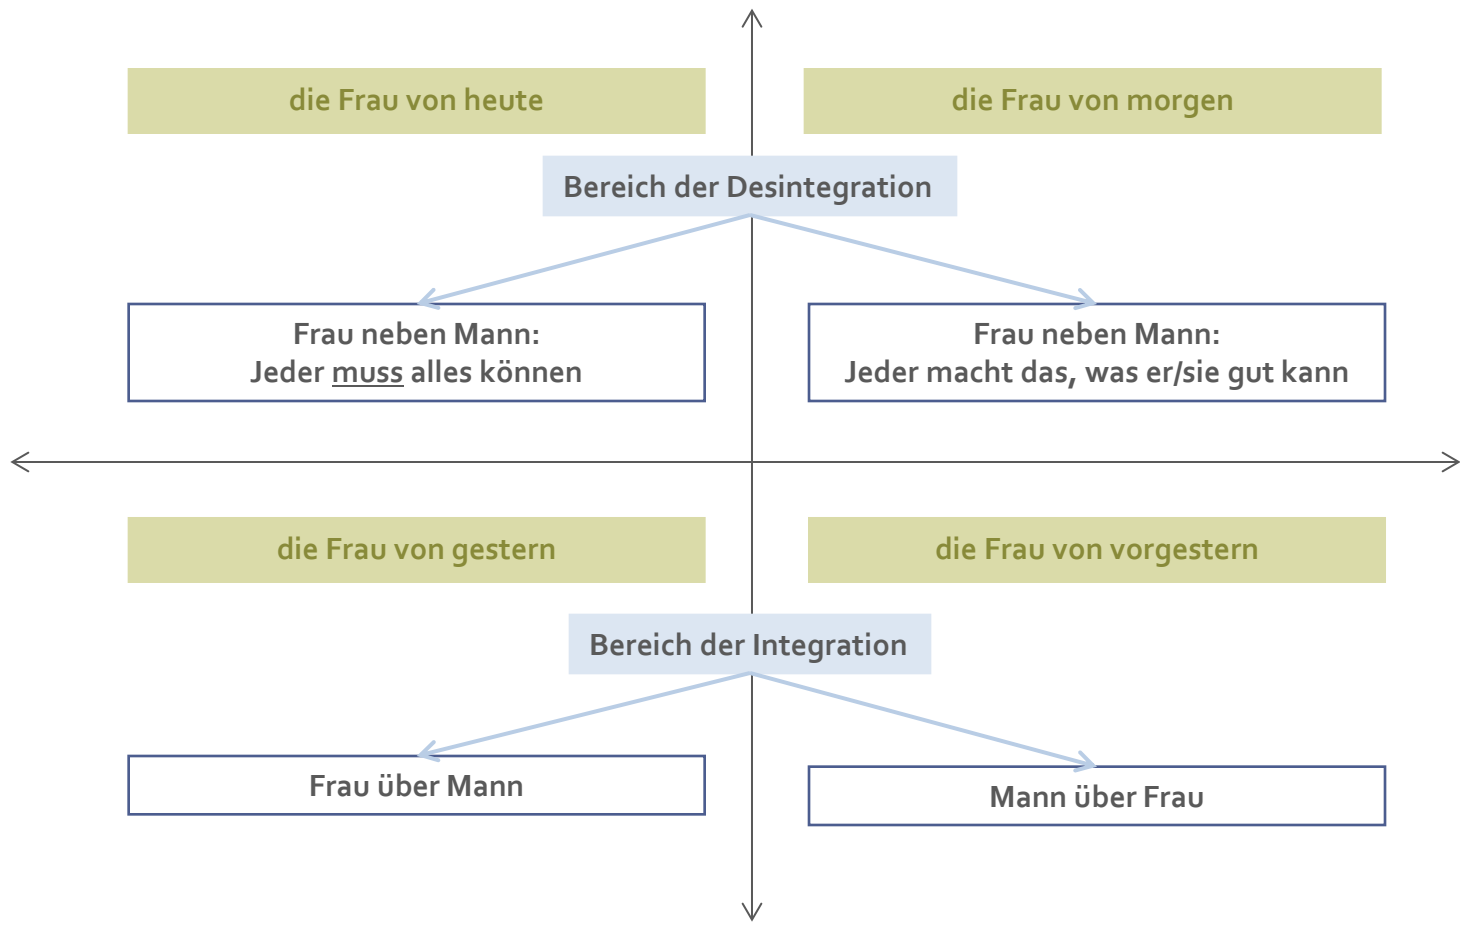 die Frau von heute
die Frau von morgen
Bereich der Desintegration
Frau neben Mann:
Jeder muss alles können
Frau neben Mann:
Jeder macht das, was er/sie gut kann
die Frau von gestern
die Frau von vorgestern
Bereich der Integration
Frau über Mann
Mann über Frau